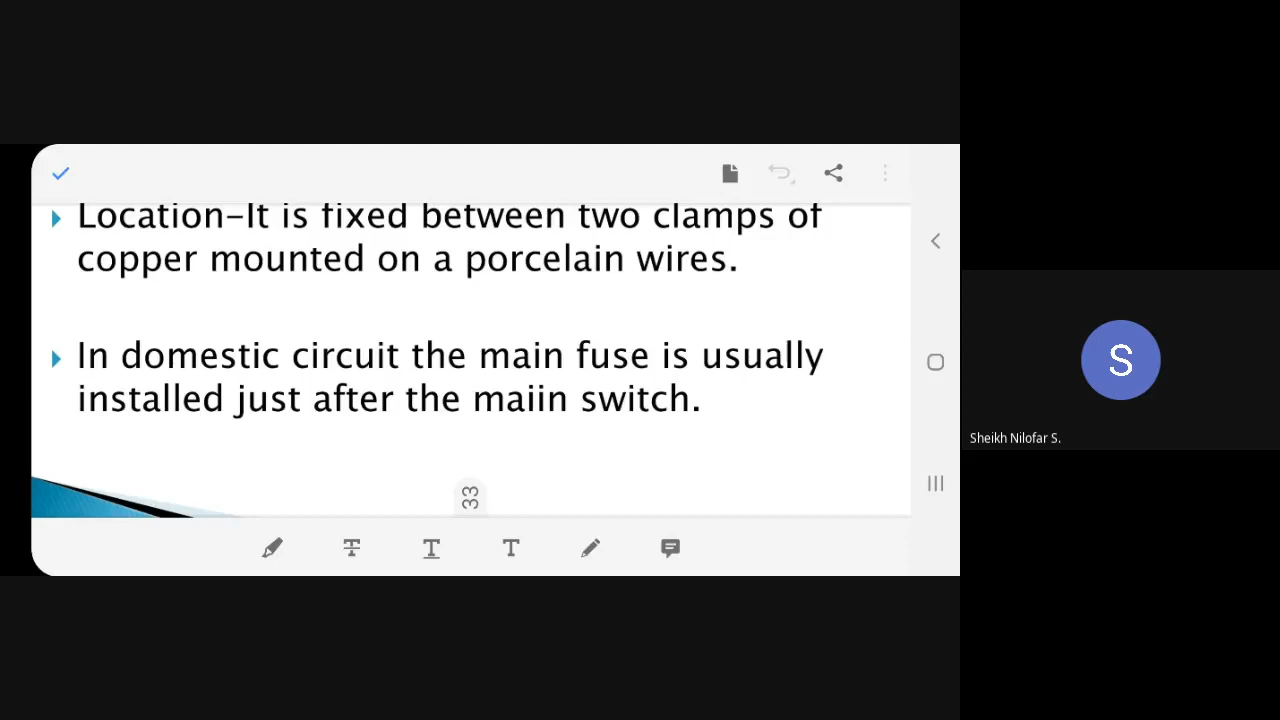 Location-It is fixed between two clamps of
copper mounted on a porcelain wires.
In domestic circuit the main fuse is usually
installed just after the maiin switch.
33
S
Sheikh Nilofar S.